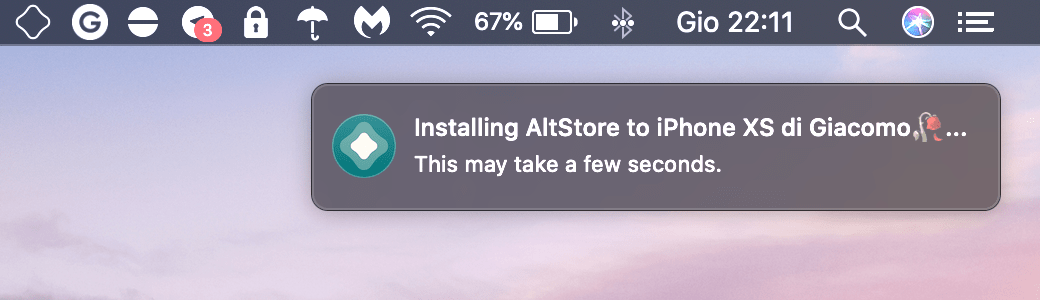 G 3 67% Gio 22:11
Installing AltStore to iPhone XS di Giacomo🥀...
This may take a few seconds.